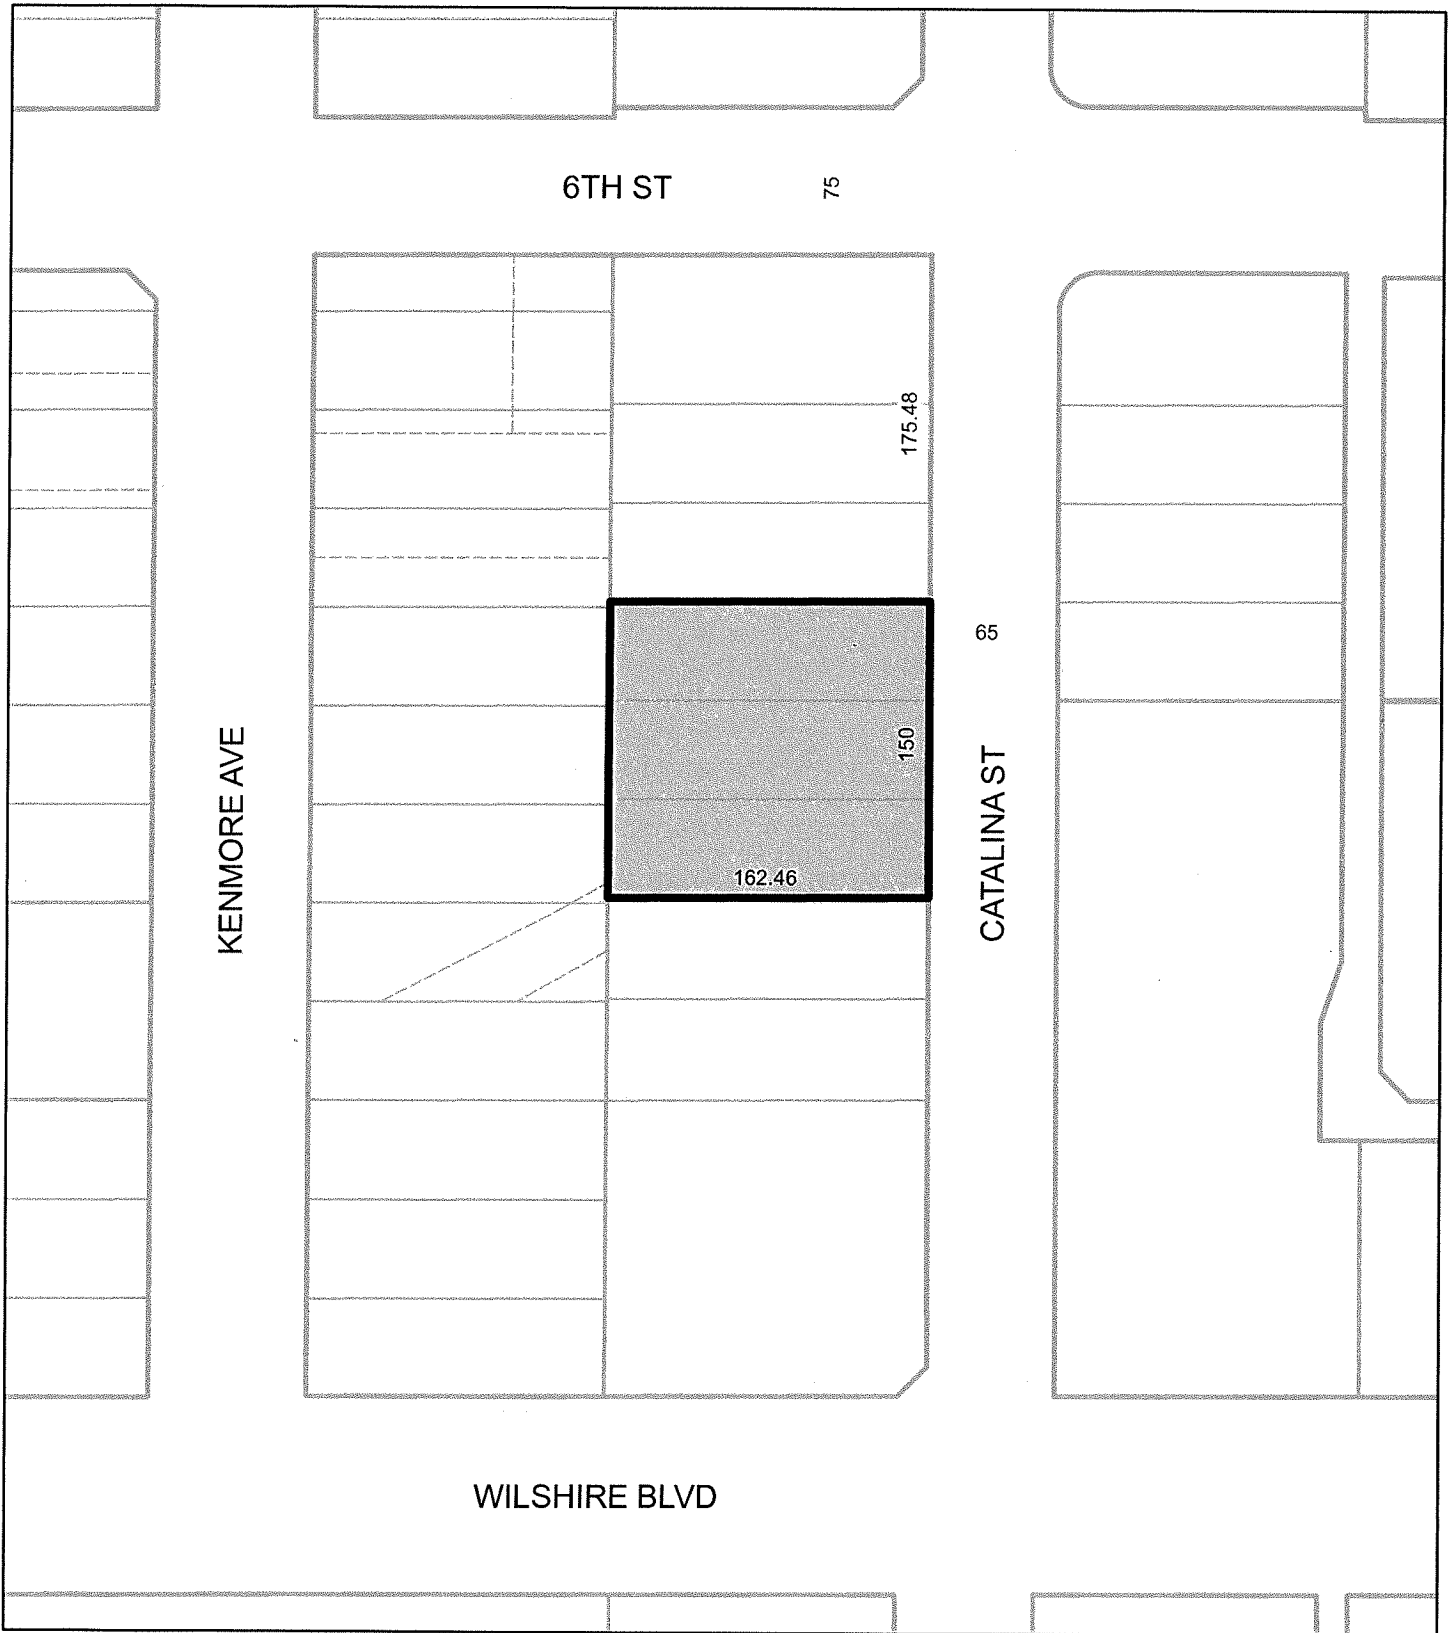 6TH ST
75
175.48
65
150
KENMORE AVE
CATALINA ST
162.46
WILSHIRE BLVD